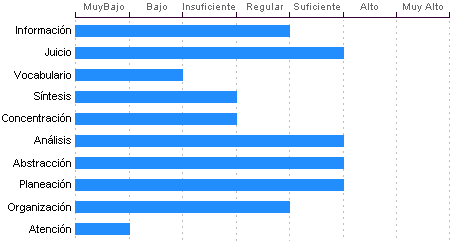 MuyBajo Bajo Insuficiente Regular Suficiente Alto Muy Alto
Información
Juicio
Vocabulario
Síntesis
Concentración
Análisis
Abstracción
Planeación
Organización
Atención